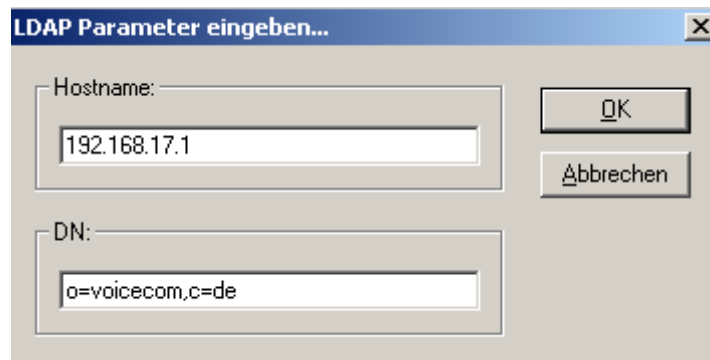 LDAP Parameter eingeben...
Hostname:
192.168.17.1
OK
Abbrechen
DN:
o=voicecom,c=de